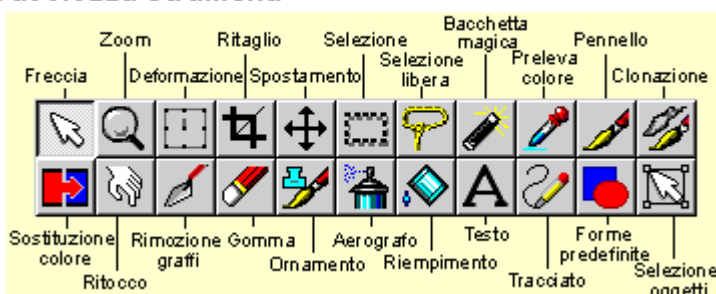 Bacchetta
Zoom Ritaglio Selezione magica Pennello
Selezione Preleva
Freccia Deformazione Spostamento libera colore Clonazione
Sostituzione Rimozione Gomma Aerografo Testo Forme
colore graffi Ornamento Riempimento predefinite Selezione
Ritocco Tracciato oggetti